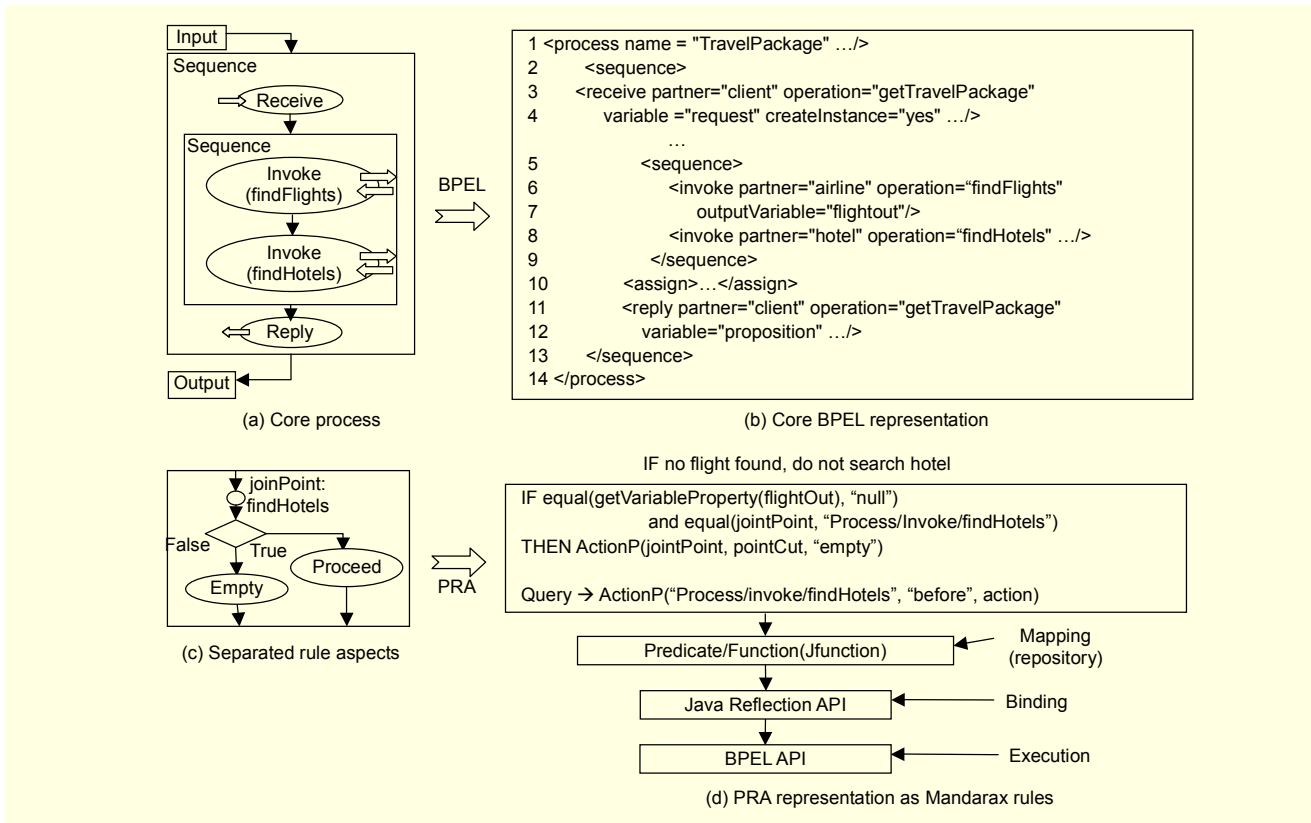 Input
Sequence
Receive
Sequence
Invoke
(findFlights)
Invoke
(findHotels)
Reply
Output
(a) Core process
BPEL
1 <process name = "TravelPackage" …/>
2 <sequence>
3 <receive partner="client" operation="getTravelPackage"
4 variable ="request" createInstance="yes" …/>
…
5 <sequence>
6 <invoke partner="airline" operation=“findFlights"
7 outputVariable="flightout"/>
8 <invoke partner="hotel" operation=“findHotels" …/>
9 </sequence>
10 <assign>…</assign>
11 <reply partner="client" operation="getTravelPackage"
12 variable="proposition" …/>
13 </sequence>
14 </process>
(b) Core BPEL representation
joinPoint:
findHotels
False
True
Empty
Proceed
(c) Separated rule aspects
PRA
IF no flight found, do not search hotel
IF equal(getVariableProperty(flightOut), “null”)
and equal(jointPoint, “Process/Invoke/findHotels”)
THEN ActionP(jointPoint, pointCut, “empty”)
Query → ActionP(“Process/invoke/findHotels”, “before”, action)
Predicate/Function(Jfunction)
Mapping
(repository)
Java Reflection API
Binding
BPEL API
Execution
(d) PRA representation as Mandarax rules